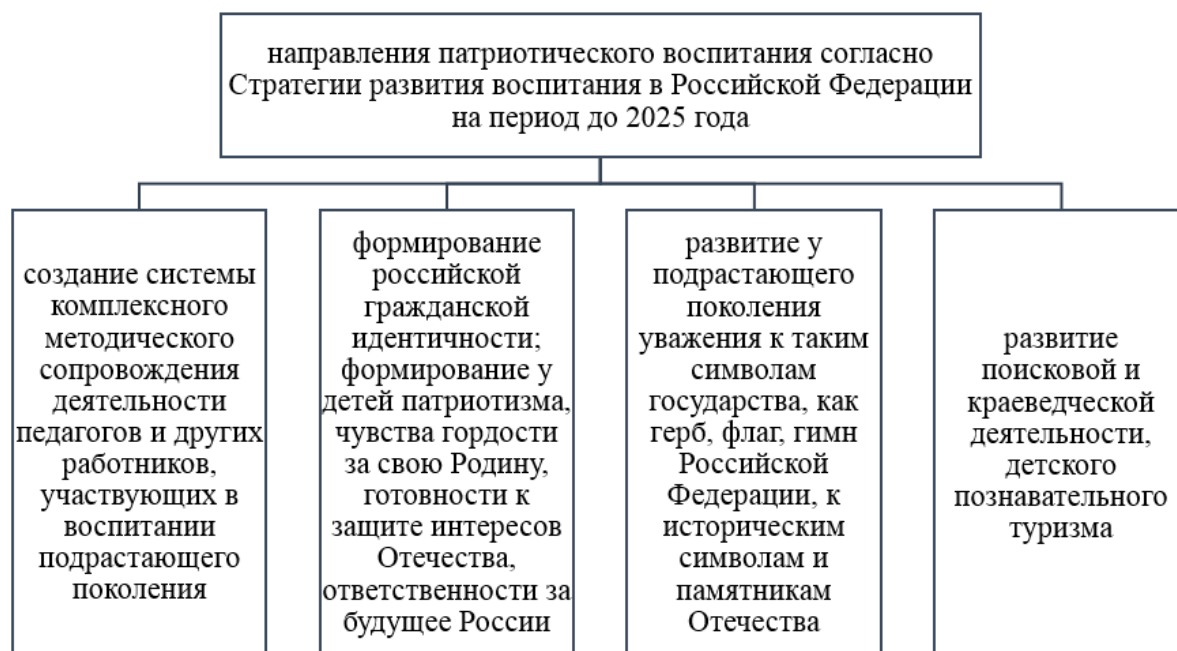 направления патриотического воспитания согласно
Стратегии развития воспитания в Российской Федерации
на период до 2025 года
создание системы
комплексного
методического
сопровождения
деятельности
педагогов и других
работников,
участвующих в
воспитании
подрастающего
поколения
формирование
российской
гражданской
идентичности;
формирование у
детей патриотизма,
чувства гордости
за свою Родину,
готовности к
защите интересов
Отечества,
ответственности за
будущее России
развитие у
подрастающего
поколения
уважения к таким
символам
государства, как
герб, флаг, гимн
Российской
Федерации, к
историческим
символам и
памятникам
Отечества
развитие
поисковой и
краеведческой
деятельности,
детского
познавательного
туризма